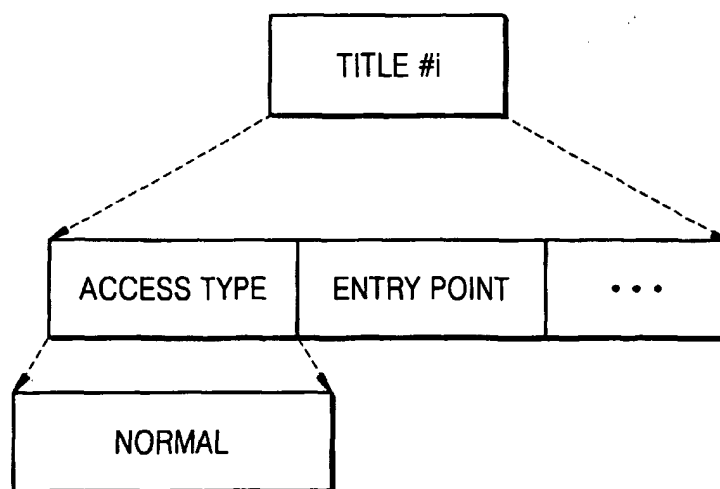 TITLE #i
ACCESS TYPE
ENTRY POINT
•••
NORMAL